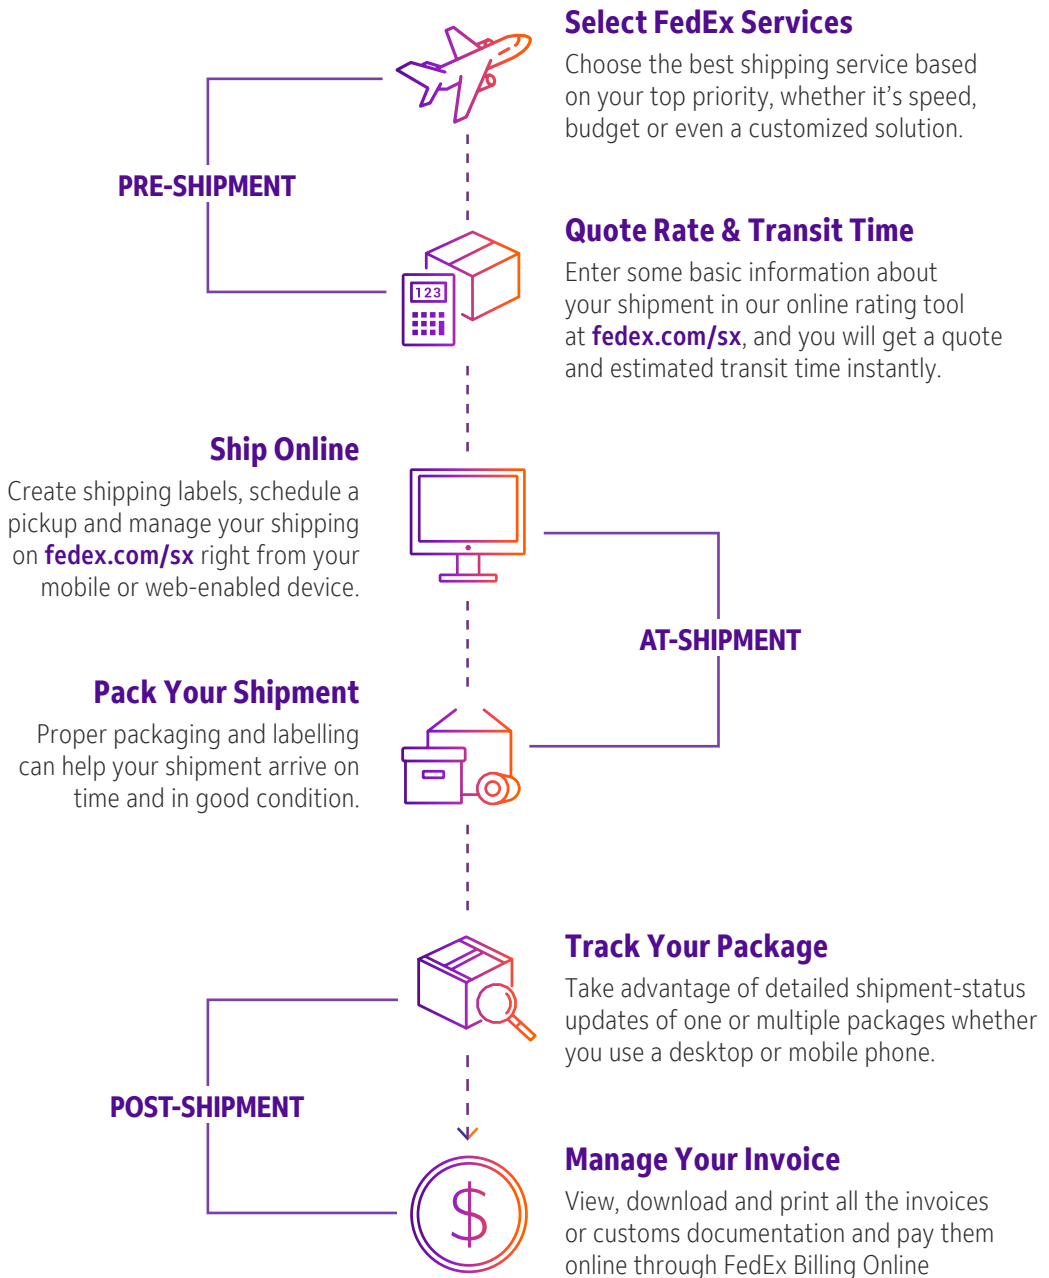 Select FedEx Services
Choose the best shipping service based
on your top priority, whether it’s speed,
budget or even a customized solution.
PRE-SHIPMENT
Quote Rate & Transit Time
Enter some basic information about
your shipment in our online rating tool
at fedex.com/sx, and you will get a quote
and estimated transit time instantly.
123
Ship Online
Create shipping labels, schedule a
pickup and manage your shipping
on fedex.com/sx right from your
mobile or web-enabled device.
AT-SHIPMENT
Pack Your Shipment
Proper packaging and labelling
can help your shipment arrive on
time and in good condition.
Track Your Package
Take advantage of detailed shipment-status
updates of one or multiple packages whether
you use a desktop or mobile phone.
POST-SHIPMENT
Manage Your Invoice
$
View, download and print all the invoices
or customs documentation and pay them
online through FedEx Billing Online